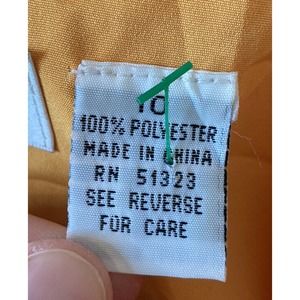 10
100% POLYESTER
MADE IN CHINA
RN 51323
SEE REVERSE
FOR CARE